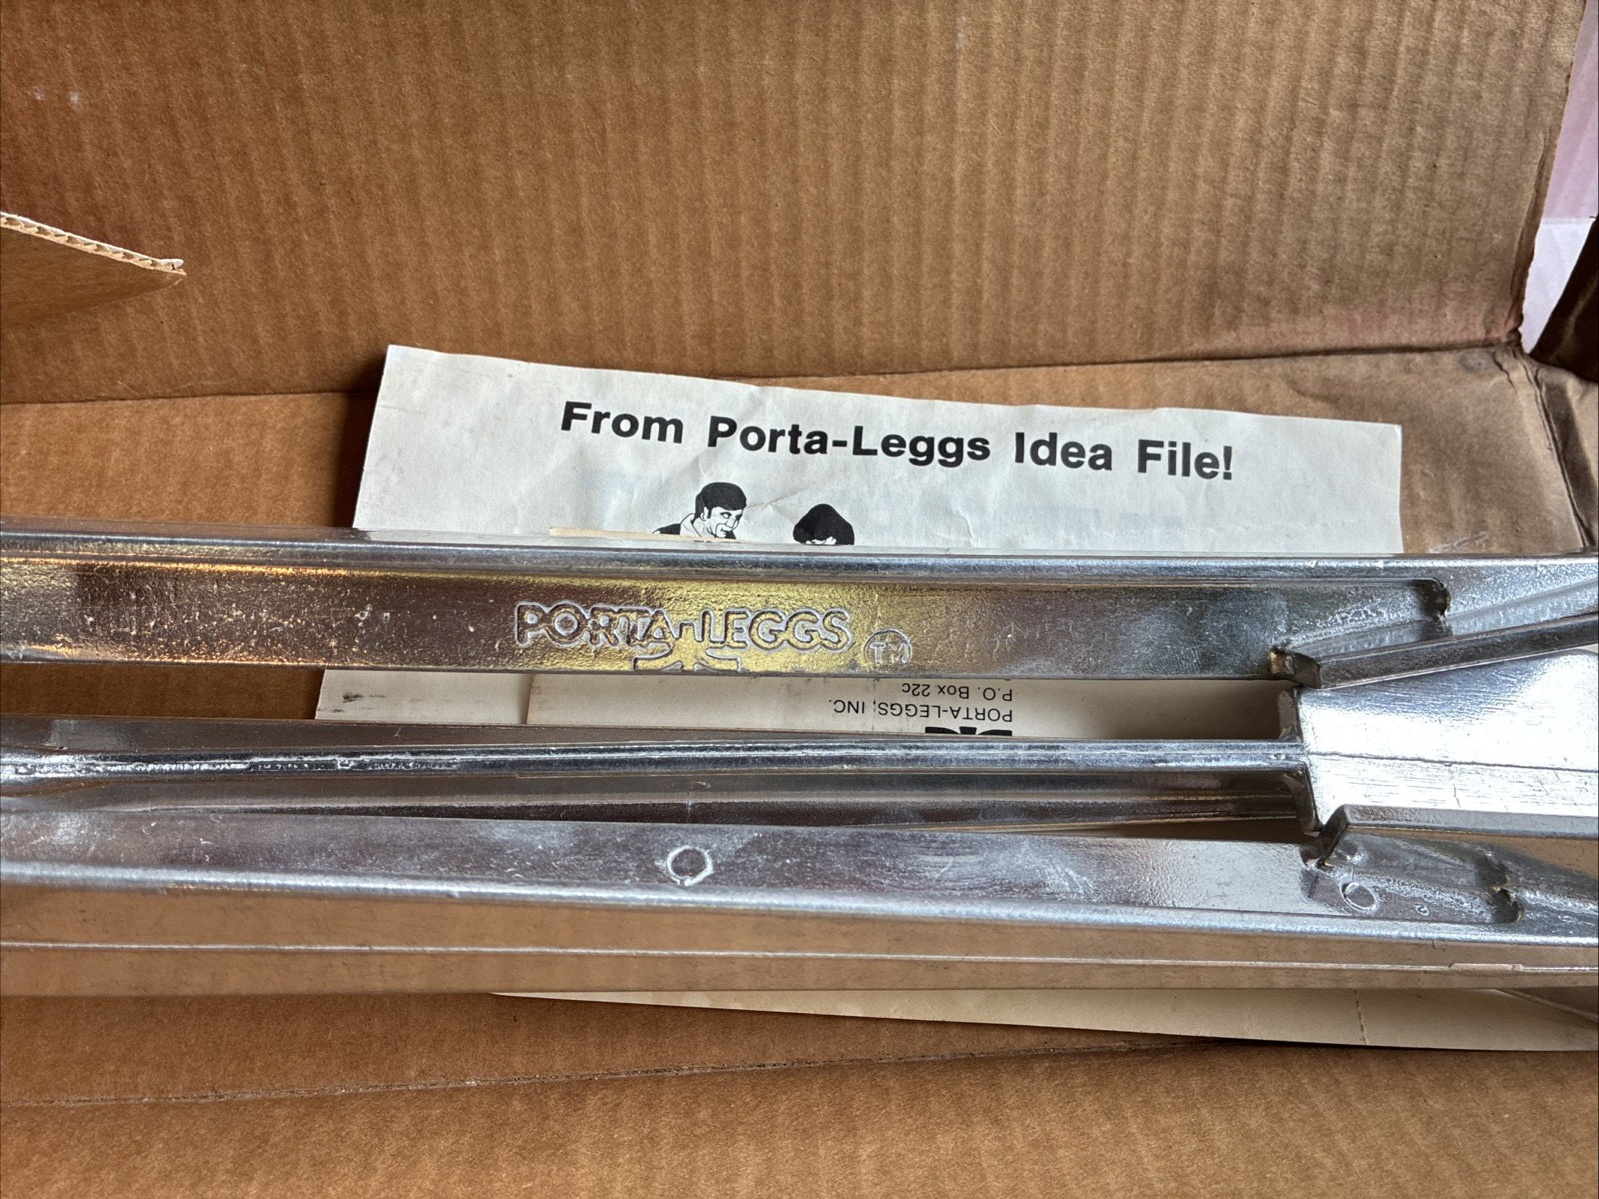 From Porta-Leggs Idea File!
PORTA-LEGGS TM
PORTA-LEGGS, INC.
P.O. Box 22c